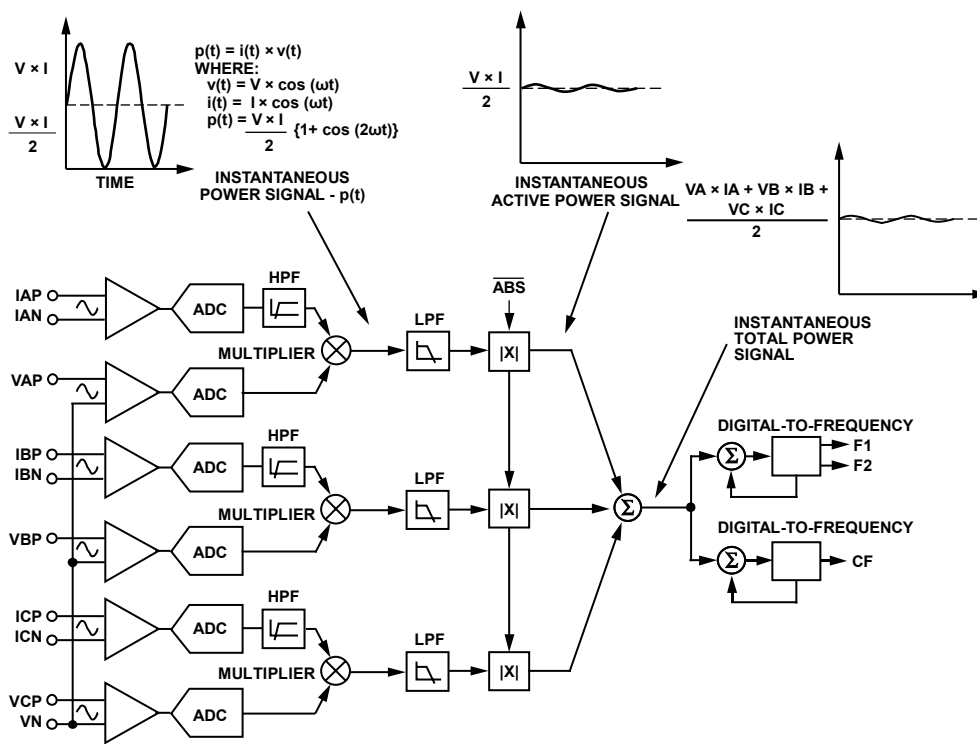 V × I
V × I
2
TIME
p(t) = i(t) × v(t)
WHERE:
v(t) = V × cos (ωt)
i(t) = I × cos (ωt)
p(t) = V × I
2
{1+ cos (2ωt)}
INSTANTANEOUS
POWER SIGNAL - p(t)
V × I
2
INSTANTANEOUS
ACTIVE POWER SIGNAL
VA × IA + VB × IB +
VC × IC
2
INSTANTANEOUS
TOTAL POWER
SIGNAL
IAP
IAN
ADC
HPF
MULTIPLIER
LPF
ABS
|X|
VAP
ADC
IBP
IBN
ADC
HPF
MULTIPLIER
LPF
|X|
VBP
ADC
ICP
ICN
ADC
HPF
MULTIPLIER
LPF
|X|
VCP
VN
ADC
Σ
DIGITAL-TO-FREQUENCY
Σ
F1
F2
DIGITAL-TO-FREQUENCY
Σ
CF